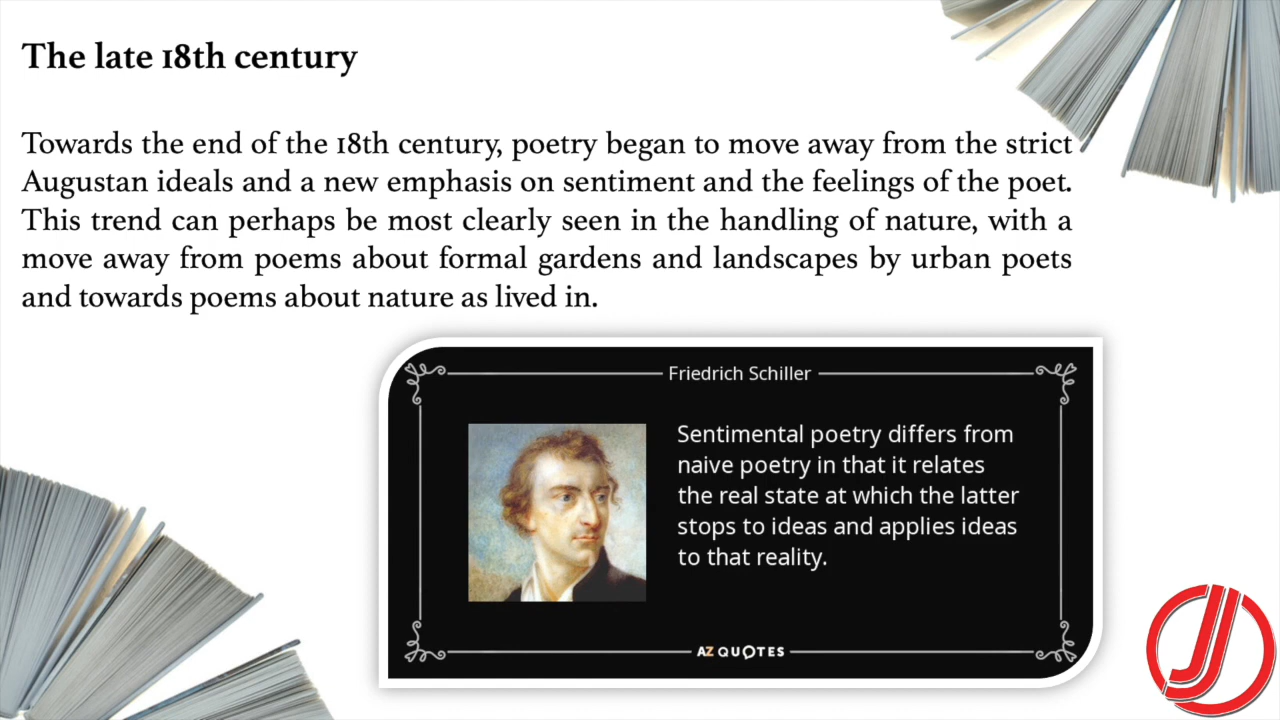 The late 18th century
Towards the end of the 18th century, poetry began to move away from the strict
Augustan ideals and a new emphasis on sentiment and the feelings of the poet.
This trend can perhaps be most clearly seen in the handling of nature, with a
move away from poems about formal gardens and landscapes by urban poets
and towards poems about nature as lived in.
Friedrich Schiller
Sentimental poetry differs from
naive poetry in that it relates
the real state at which the latter
stops to ideas and applies ideas
to that reality.
AZ QUOTES
JJ